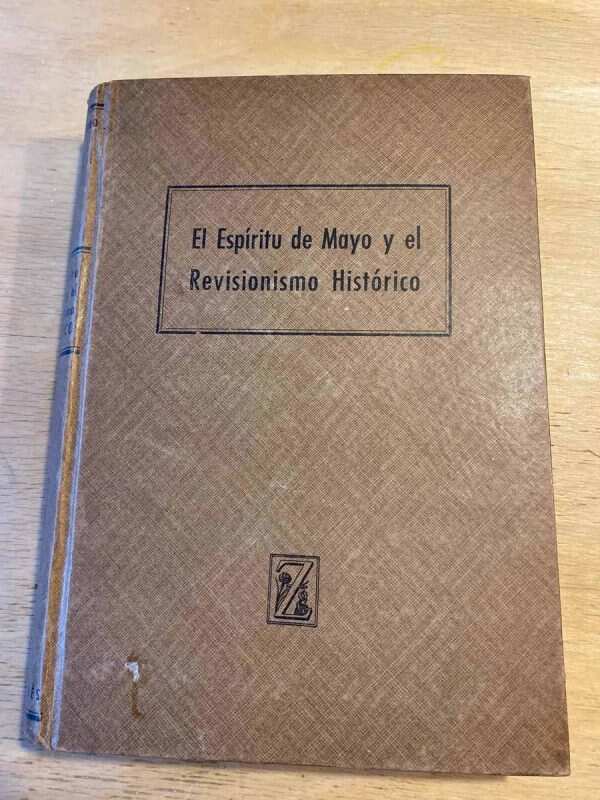 El Espíritu de Mayo y el
Revisionismo Histórico
Z